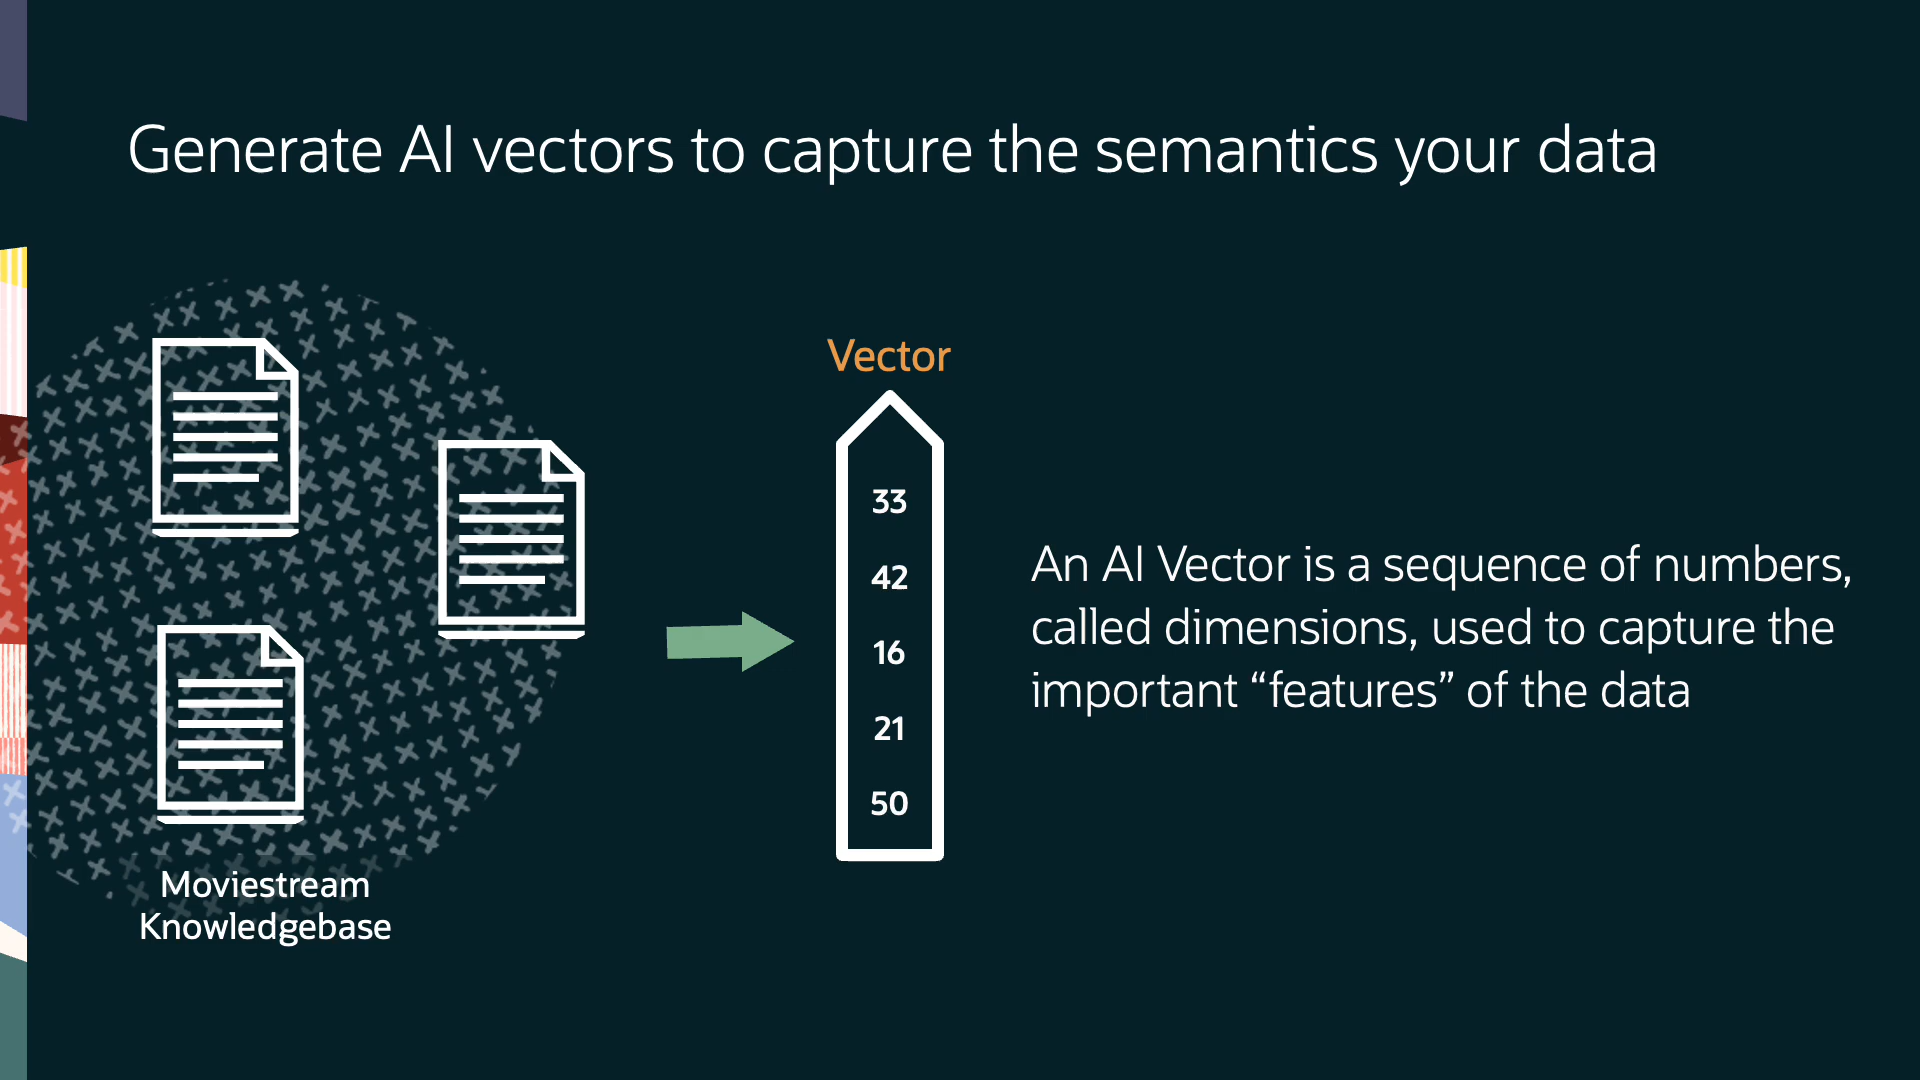 Generate AI vectors to capture the semantics your data
Vector
33
42
16
21
50
An AI Vector is a sequence of numbers,
called dimensions, used to capture the
important “features” of the data
Moviestream
Knowledgebase